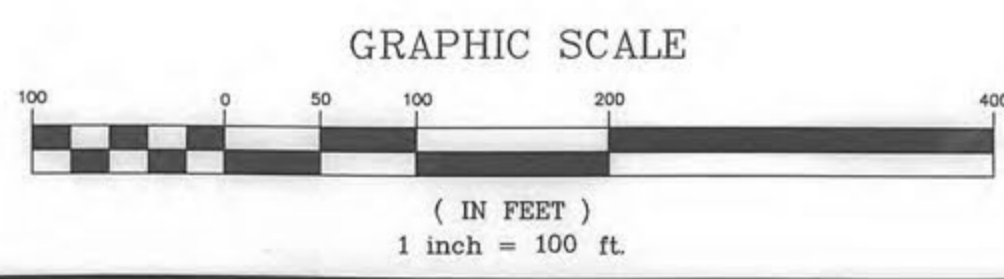 GRAPHIC SCALE
100 0 50 100 200 400
( IN FEET )
1 inch = 100 ft.